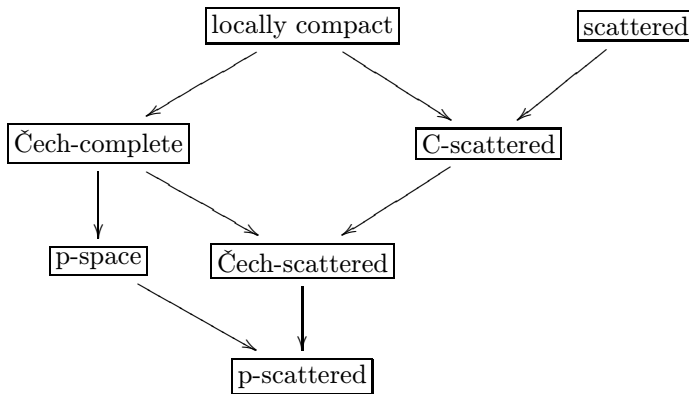 locally compact
scattered
Čech-complete
C-scattered
p-space
Čech-scattered
p-scattered